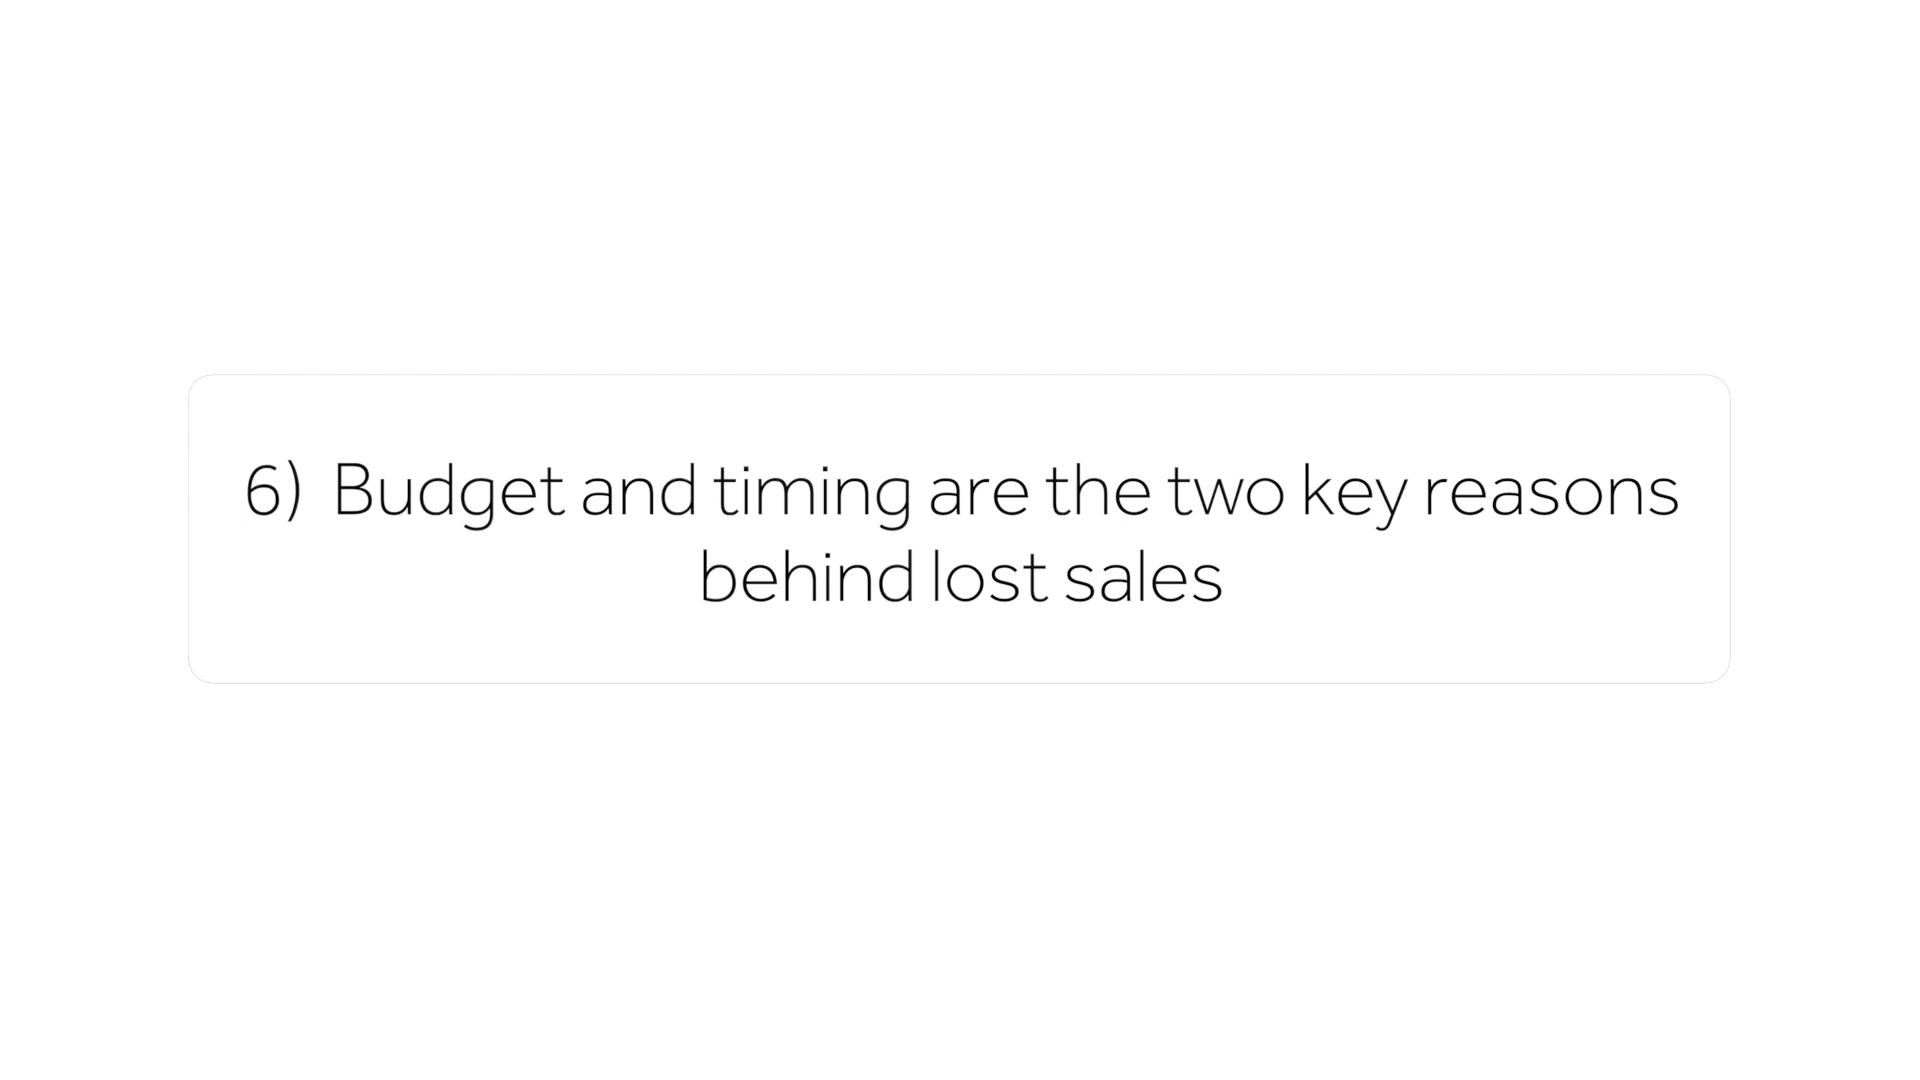 6) Budget and timing are the two key reasons
behind lost sales